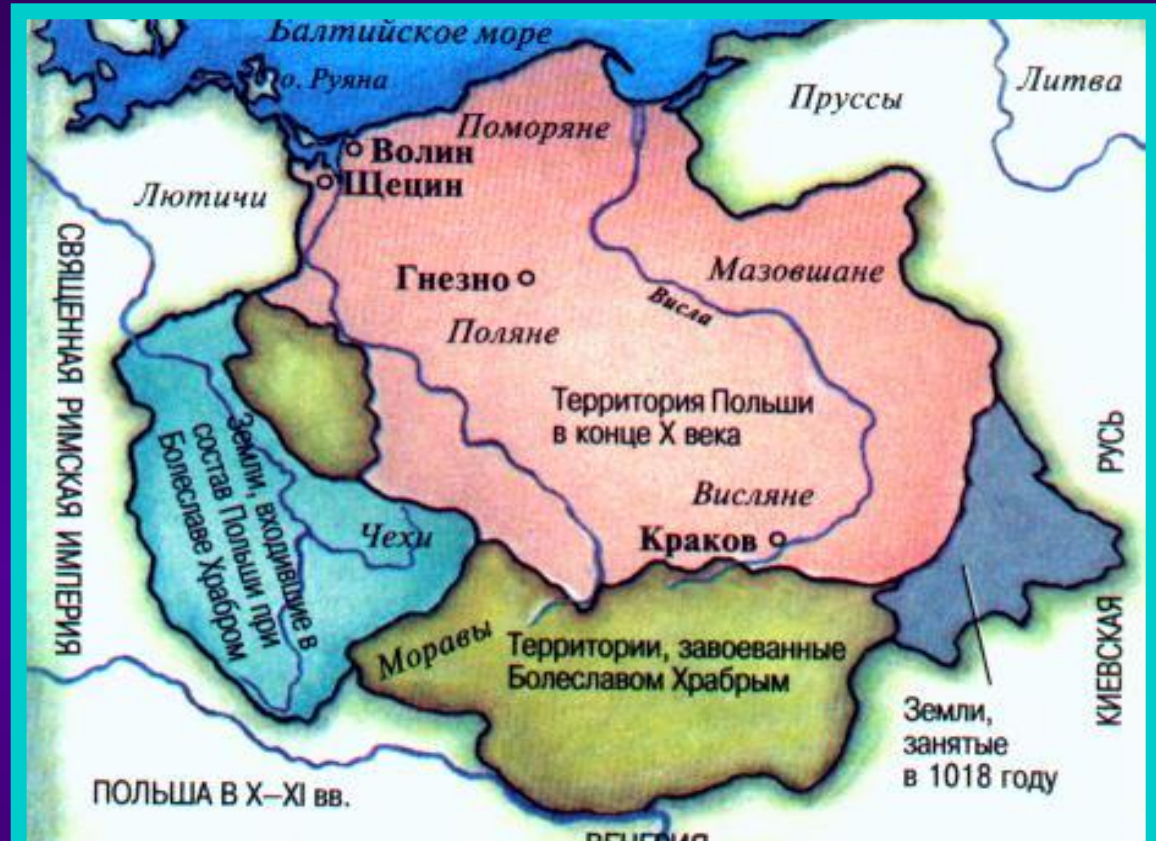 Балтийское море
о. Руяна
Пруссы
Литва
Поморяне
Волин
Щецин
Лютичи
СВЯЩЕННАЯ РИМСКАЯ ИМПЕРИЯ
Гнезно
Мазовшане
Висла
Поляне
Территория Польши
в конце X века
Земли, входившие в
состав Польши при
Болеславе Храбром
Чехи
Висляне
Краков
КИЕВСКАЯ РУСЬ
Моравы
Территории, завоеванные
Болеславом Храбрым
Земли,
занятые
в 1018 году
ПОЛЬША В X–XI вв.